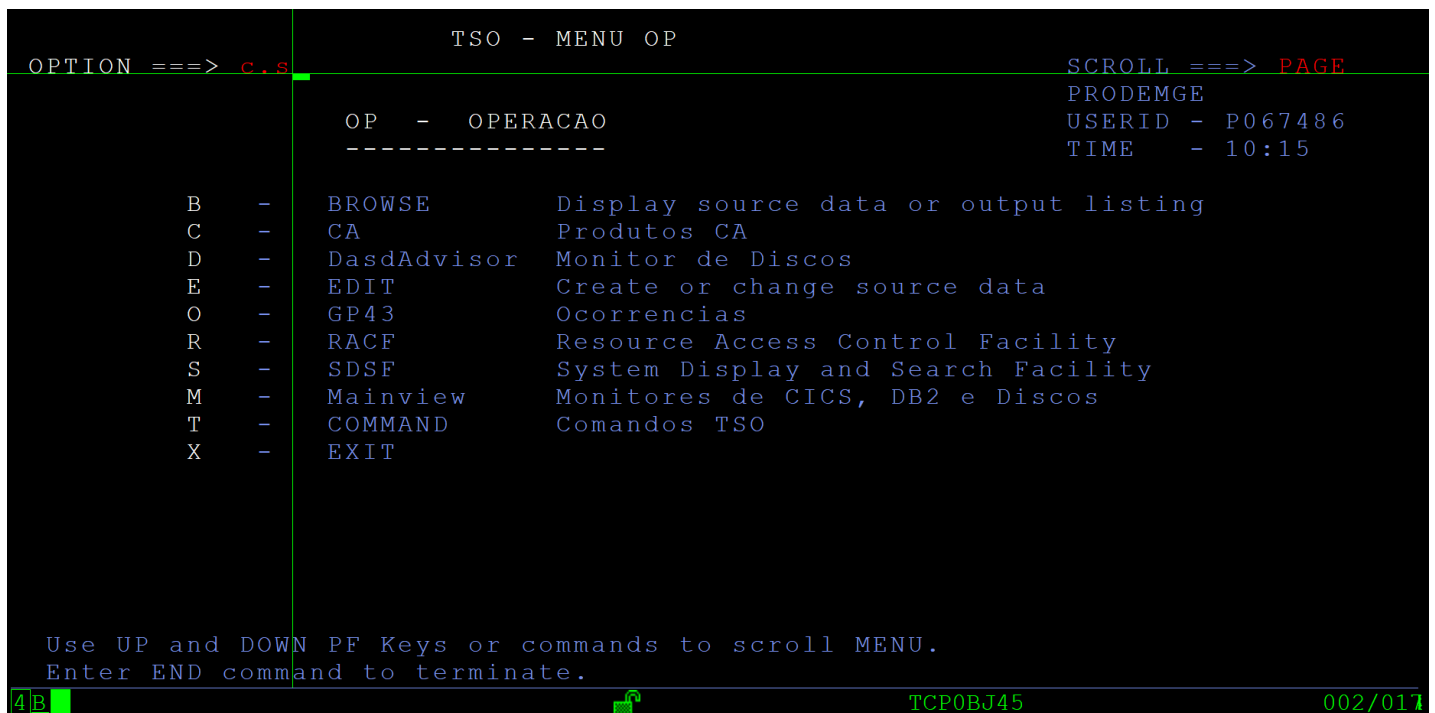 TSO - MENU OP
OPTION ===> c.s SCROLL ===> PAGE
PRODEMGE
OP - OPERACAO USERID - P067486
--------------- TIME - 10:15
B - BROWSE Display source data or output listing
C - CA Produtos CA
D - DasdAdvisor Monitor de Discos
E - EDIT Create or change source data
O - GP43 Ocorrencias
R - RACF Resource Access Control Facility
S - SDSF System Display and Search Facility
M - Mainview Monitores de CICS, DB2 e Discos
T - COMMAND Comandos TSO
X - EXIT
Use UP and DOWN PF Keys or commands to scroll MENU.
Enter END command to terminate.
4B TCP0BJ45 002/017